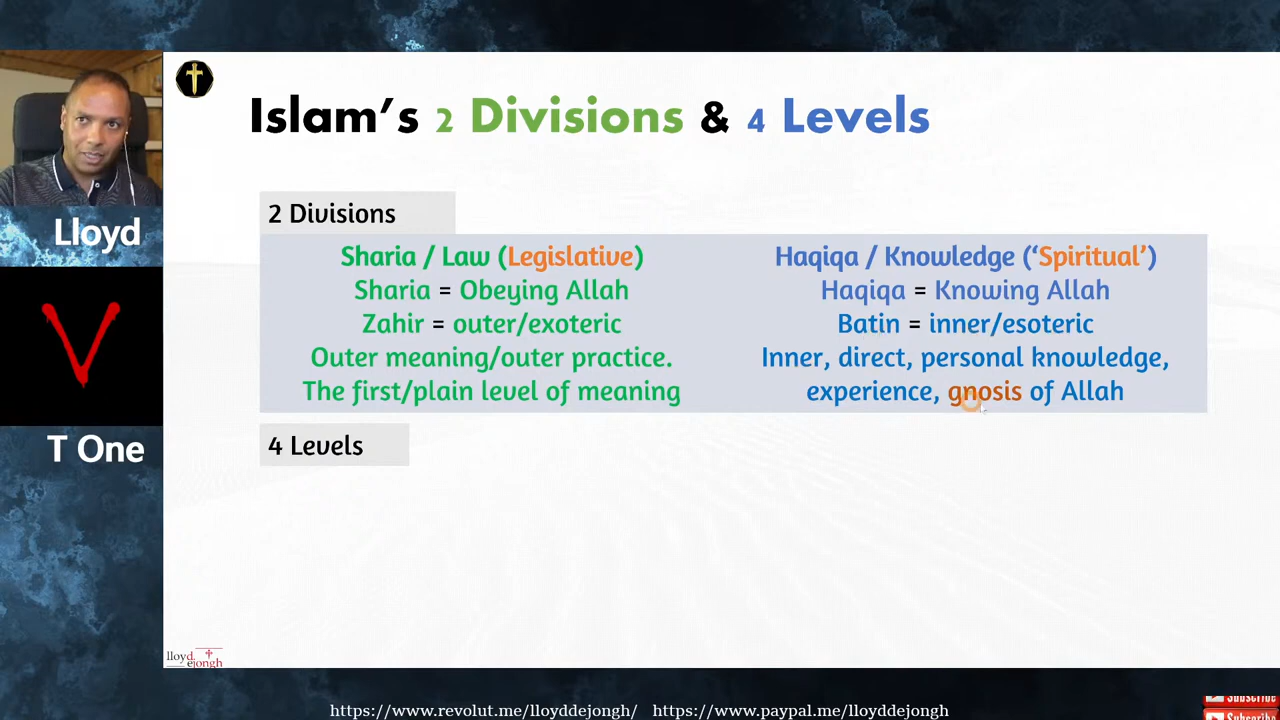 Islam's 2 Divisions & 4 Levels
2 Divisions
Sharia / Law (Legislative)
Sharia = Obeying Allah
Zahir = outer/exoteric
Outer meaning/outer practice.
The first/plain level of meaning
Haqiqa / Knowledge (‘Spiritual’)
Haqiqa = Knowing Allah
Batin = inner/esoteric
Inner, direct, personal knowledge,
experience, gnosis of Allah
4 Levels
Lloyd
V
T One
lloyd
ejongh
https://www.revolut.me/lloyddejongh/ https://www.paypal.me/lloyddejongh
Subscribe
Subscribe